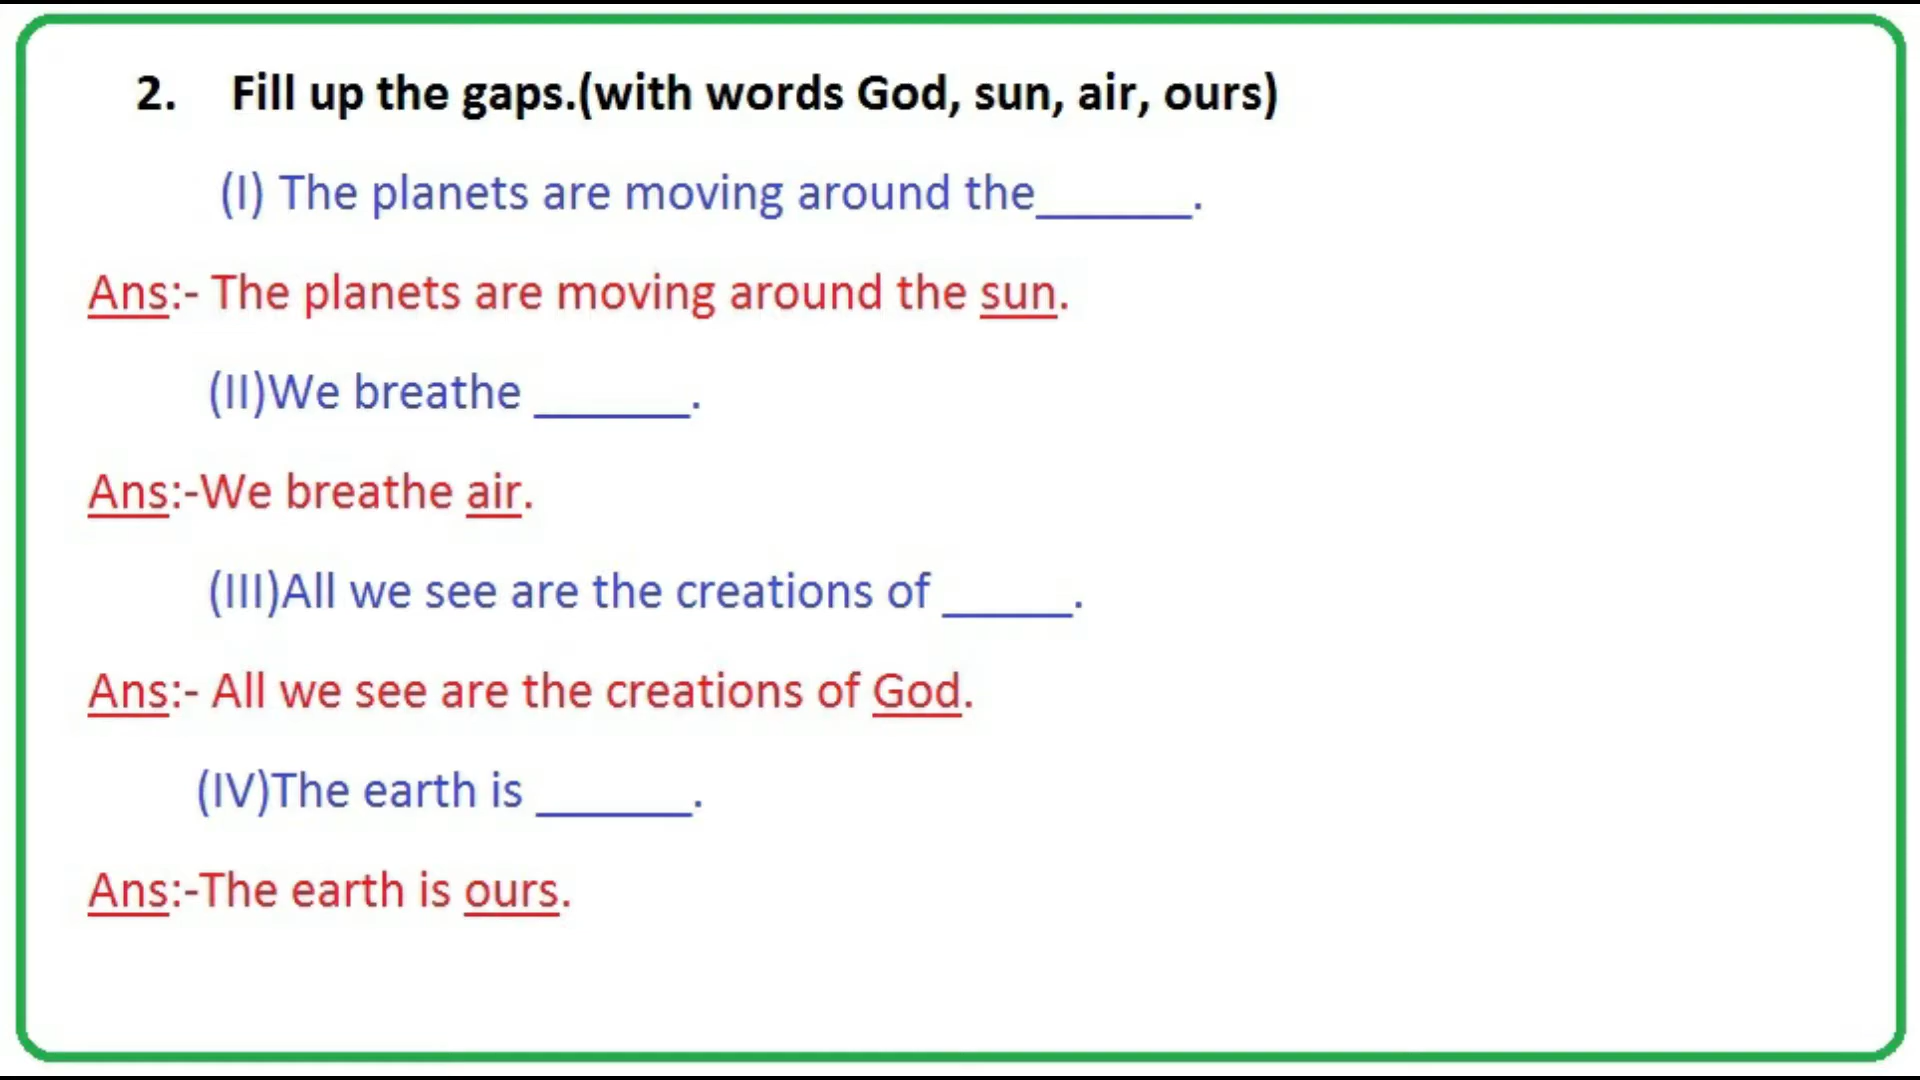 2. Fill up the gaps.(with words God, sun, air, ours)
(I) The planets are moving around the______.
Ans:- The planets are moving around the sun.
(II)We breathe ______.
Ans:-We breathe air.
(III)All we see are the creations of _____.
Ans:- All we see are the creations of God.
(IV)The earth is ______.
Ans:-The earth is ours.